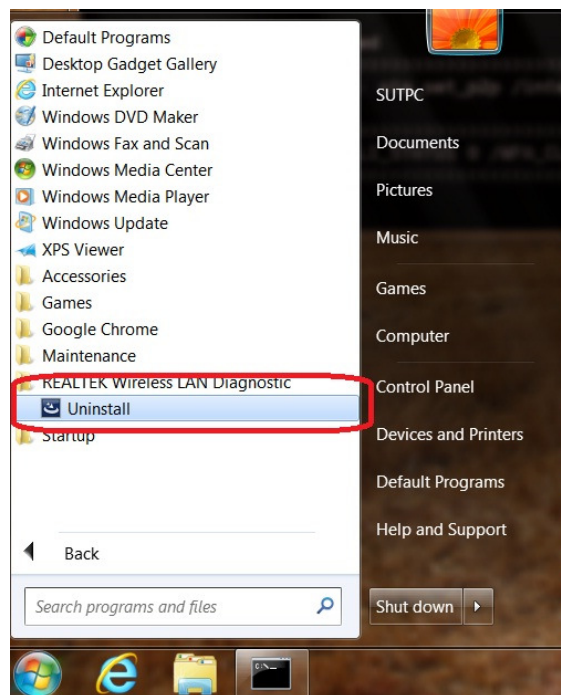 Default Programs
Desktop Gadget Gallery
Internet Explorer
Windows DVD Maker
Windows Fax and Scan
Windows Media Center
Windows Media Player
Windows Update
XPS Viewer
Accessories
Games
Google Chrome
Maintenance
REALTEK Wireless LAN Diagnostic
Uninstall
Startup
Back
Search programs and files
SUTPC
Documents
Pictures
Music
Games
Computer
Control Panel
Devices and Printers
Default Programs
Help and Support
Shut down